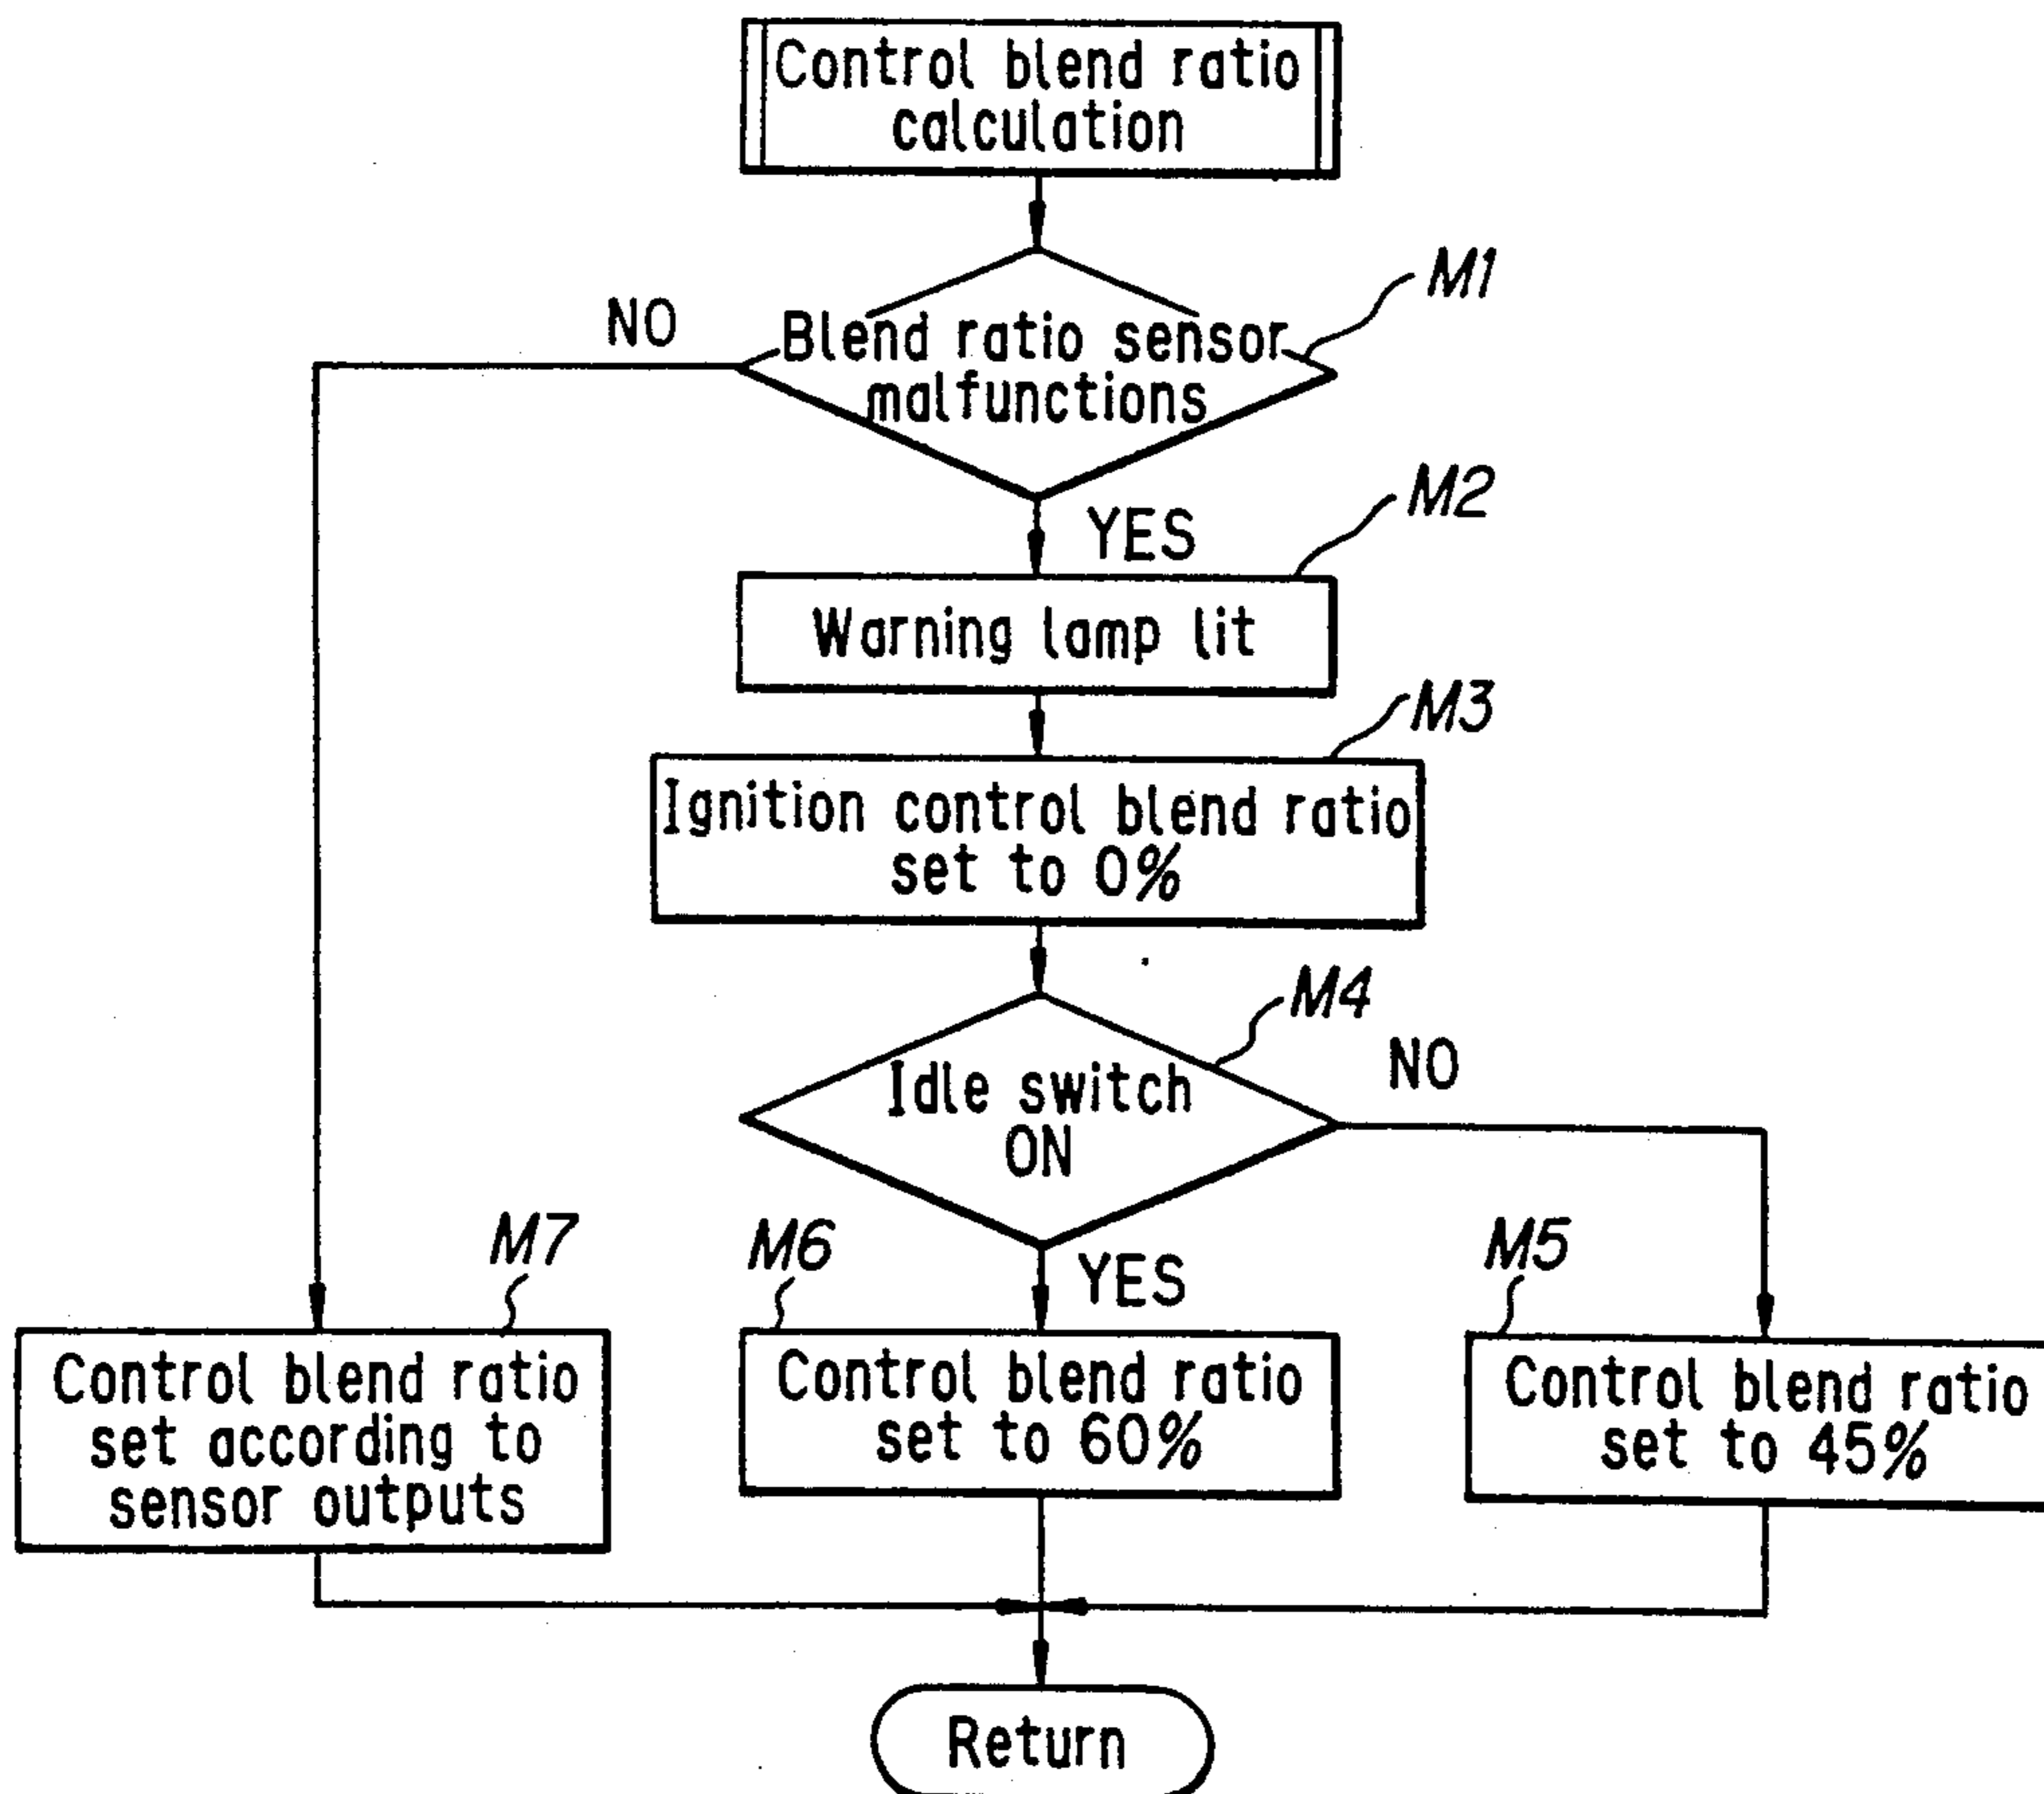 Control blend ratio
calculation
M1
NO
Blend ratio sensor
malfunctions
M2
YES
Warning lamp lit
M3
Ignition control blend ratio
set to 0%
M4
NO
Idle switch
ON
M7
M6
YES
M5
Control blend ratio
set according to
sensor outputs
Control blend ratio
set to 60%
Control blend ratio
set to 45%
Return